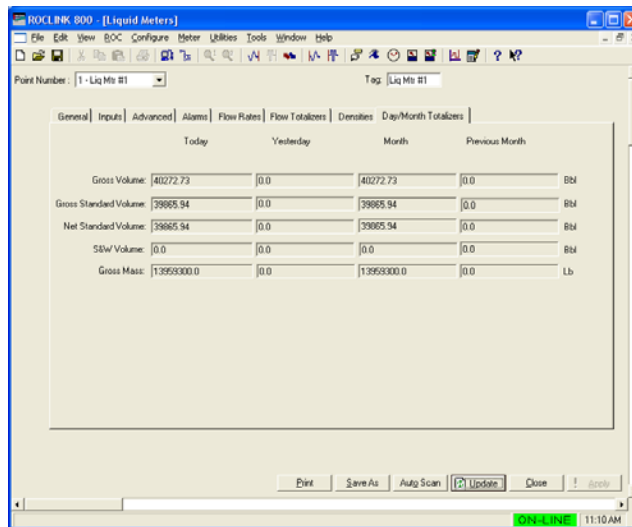 ROCLINK 800 - [Liquid Meters]
File Edit View ROC Configure Meter Utilities Tools Window Help
Point Number : 1 - Liq Mtr #1 Tag: Liq Mtr #1
General Inputs Advanced Alarms Flow Rates Flow Totalizers Densities Day/Month Totalizers
Today Yesterday Month Previous Month
Gross Volume: 40272.73 0.0 40272.73 0.0 Bbl
Gross Standard Volume: 39865.94 0.0 39865.94 0.0 Bbl
Net Standard Volume: 39865.94 0.0 39865.94 0.0 Bbl
S&W Volume: 0.0 0.0 0.0 0.0 Bbl
Gross Mass: 13959300.0 0.0 13959300.0 0.0 Lb
Print Save As Auto Scan Update Close ! Apply
ON-LINE 11:10 AM